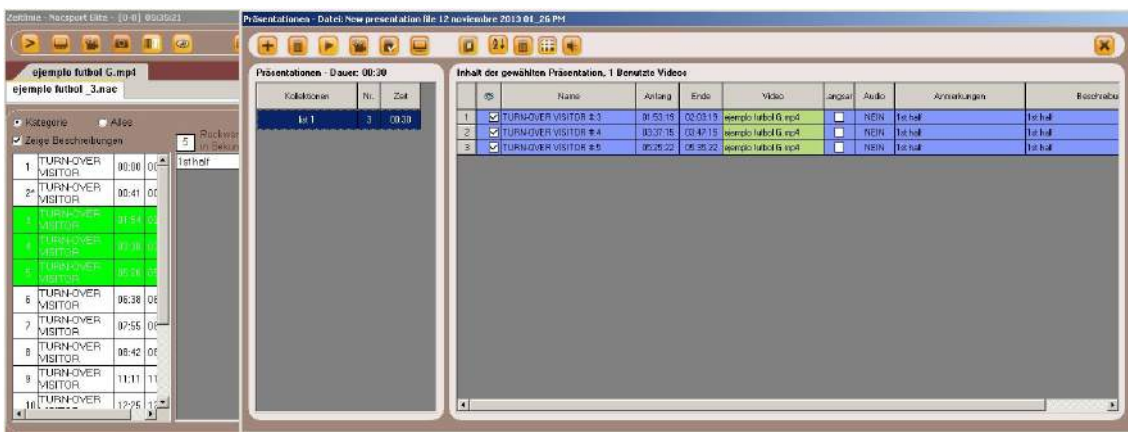 Zeitlinie - Nacsport Elite - [0-0] 05:35:21
ejemplo futbol G.mp4
ejemplo futbol _3.nac
Kategorie Alles
Zeige Beschreibungen
5
1 TURN-OVER VISITOR 00:00
1st half
2* TURN-OVER VISITOR 00:41
3 TURN-OVER VISITOR 01:54
4 TURN-OVER VISITOR
5 TURN-OVER VISITOR
6 TURN-OVER VISITOR 06:38
7 TURN-OVER VISITOR 07:55
8 TURN-OVER VISITOR 08:42
9 TURN-OVER VISITOR 11:11
10 TURN-OVER 12:25
Präsentationen - Datei: New presentation file 12 noviembre 2013 01_26 PM
Präsentationen - Dauer: 00:30
Kollektionen Nr. Zeit
list 1 3 00:30
Inhalt der gewählten Präsentation, 1 Benutzte Videos
Name Anfang Ende Video Audio Anmerkungen Beschreibu
1 TURN-OVER VISITOR # 3 01:53:19 02:03:19 ejemplo futbol G.mp4 NEIN 1st half 1st half
2 TURN-OVER VISITOR # 4 03:37:15 03:47:15 ejemplo futbol G.mp4 NEIN 1st half 1st half
3 TURN-OVER VISITOR # 5 05:25:22 05:35:22 ejemplo futbol G.mp4 NEIN 1st half 1st half